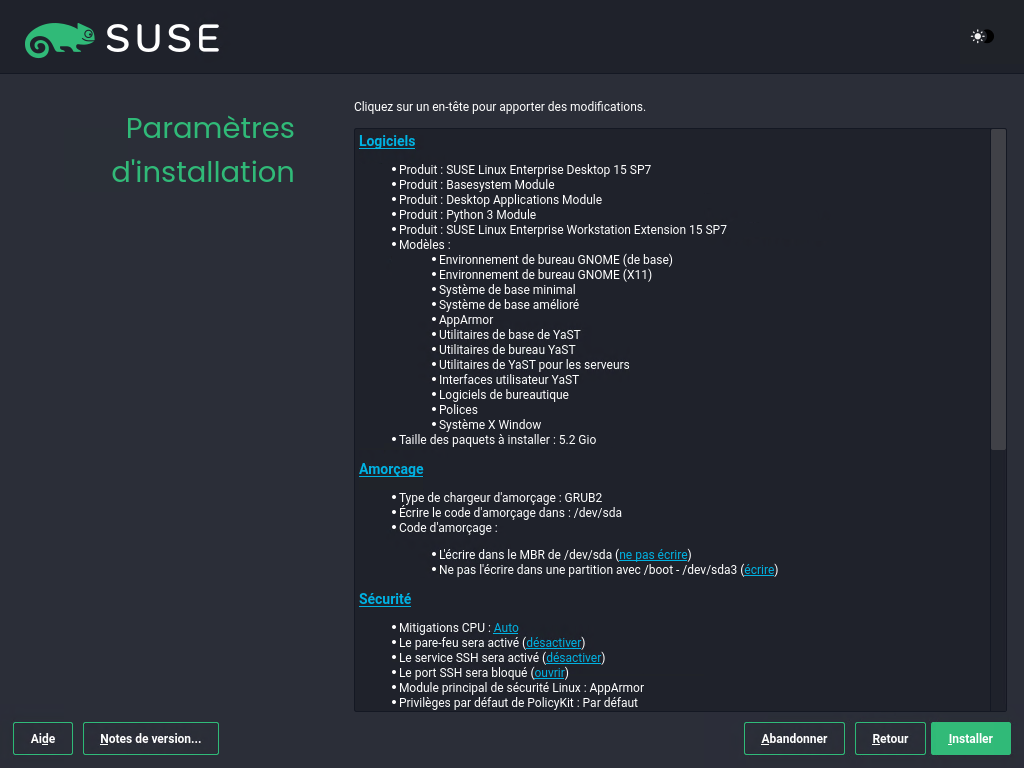 SUSE
Paramètres
d'installation
Cliquez sur un en-tête pour apporter des modifications.
Logiciels
• Produit : SUSE Linux Enterprise Desktop 15 SP7
• Produit : Basesystem Module
• Produit : Desktop Applications Module
• Produit : Python 3 Module
• Produit : SUSE Linux Enterprise Workstation Extension 15 SP7
• Modèles :
• Environnement de bureau GNOME (de base)
• Environnement de bureau GNOME (X11)
• Système de base minimal
• Système de base amélioré
• AppArmor
• Utilitaires de base de YaST
• Utilitaires de bureau YaST
• Utilitaires de YaST pour les serveurs
• Interfaces utilisateur YaST
• Logiciels de bureautique
• Polices
• Système X Window
• Taille des paquets à installer : 5.2 Gio
Amorçage
• Type de chargeur d'amorçage : GRUB2
• Écrire le code d'amorçage dans : /dev/sda
• Code d'amorçage :
• L'écrire dans le MBR de /dev/sda (ne pas écrire)
• Ne pas l'écrire dans une partition avec /boot - /dev/sda3 (écrire)
Sécurité
• Mitigations CPU : Auto
• Le pare-feu sera activé (désactiver)
• Le service SSH sera activé (désactiver)
• Le port SSH sera bloqué (ouvrir)
• Module principal de sécurité Linux : AppArmor
• Privilèges par défaut de PolicyKit : Par défaut
Aide
Notes de version...
Abandonner
Retour
Installer